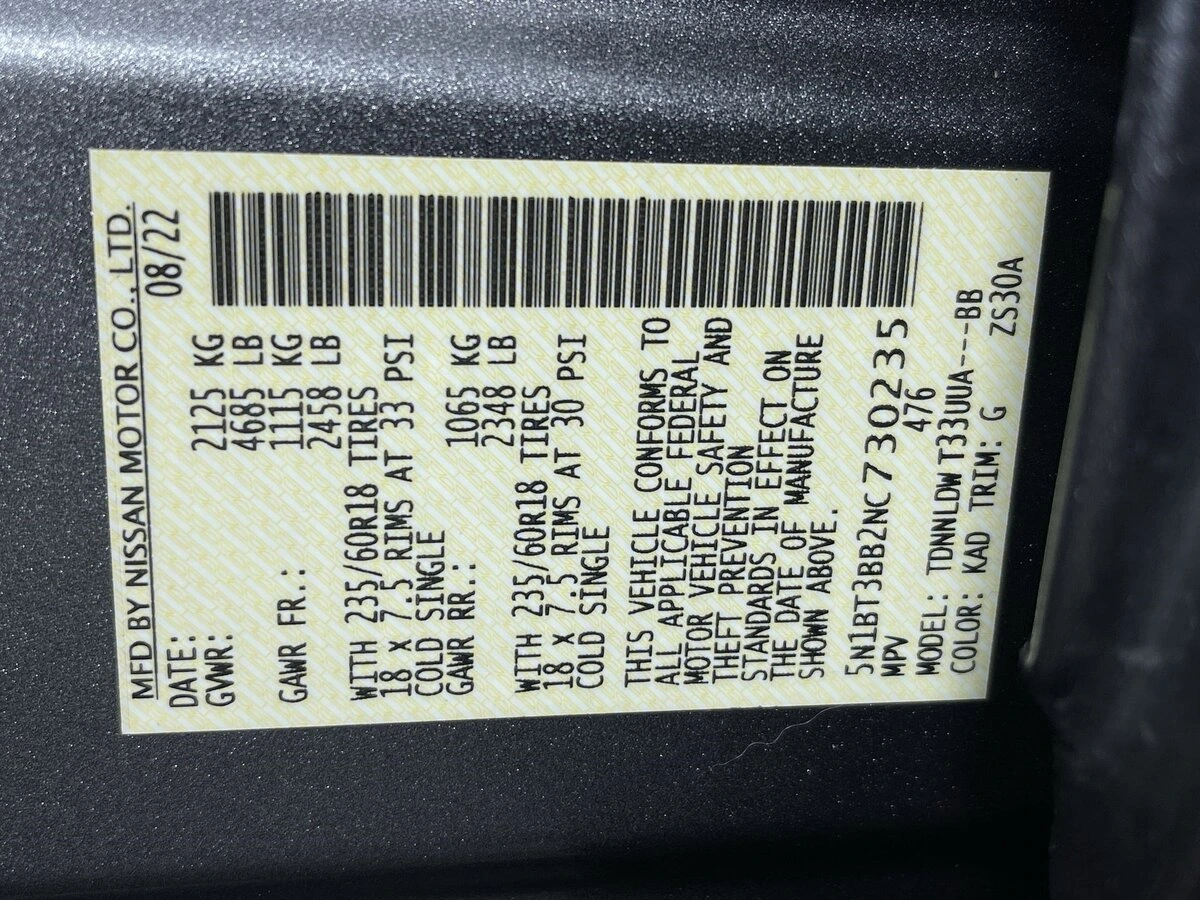 MFD BY NISSAN MOTOR CO., LTD.
DATE: 08/22
GVWR: 2125 KG
4685 LB
GAWR FR.: 1115 KG
2458 LB
WITH 235/60R18 TIRES
18 x 7.5 RIMS AT 33 PSI
COLD SINGLE
GAWR RR.: 1065 KG
2348 LB
WITH 235/60R18 TIRES
18 x 7.5 RIMS AT 30 PSI
COLD SINGLE
THIS VEHICLE CONFORMS TO
ALL APPLICABLE FEDERAL
MOTOR VEHICLE SAFETY AND
THEFT PREVENTION
STANDARDS IN EFFECT ON
THE DATE OF MANUFACTURE
SHOWN ABOVE.
5N1BT3BB2NC730235
MPV 476
MODEL: TDNNLDW T33UUA---BB
COLOR: KAD TRIM: G ZS30A